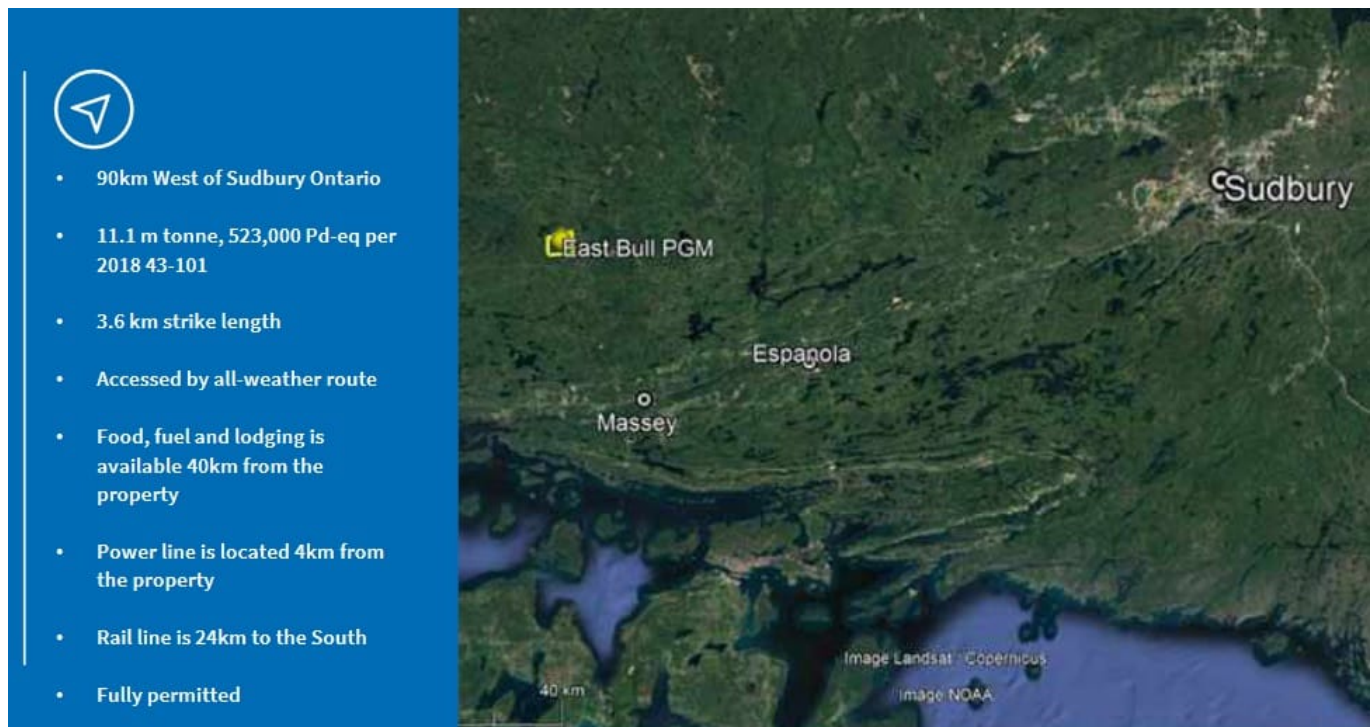 • 90km West of Sudbury Ontario
• 11.1 m tonne, 523,000 Pd-eq per
2018 43-101
• 3.6 km strike length
• Accessed by all-weather route
• Food, fuel and lodging is
available 40km from the
property
• Power line is located 4km from
the property
• Rail line is 24km to the South
• Fully permitted
Sudbury
East Bull PGM
Espanola
Massey
Image Landsat / Copernicus
40 km
Image NOAA